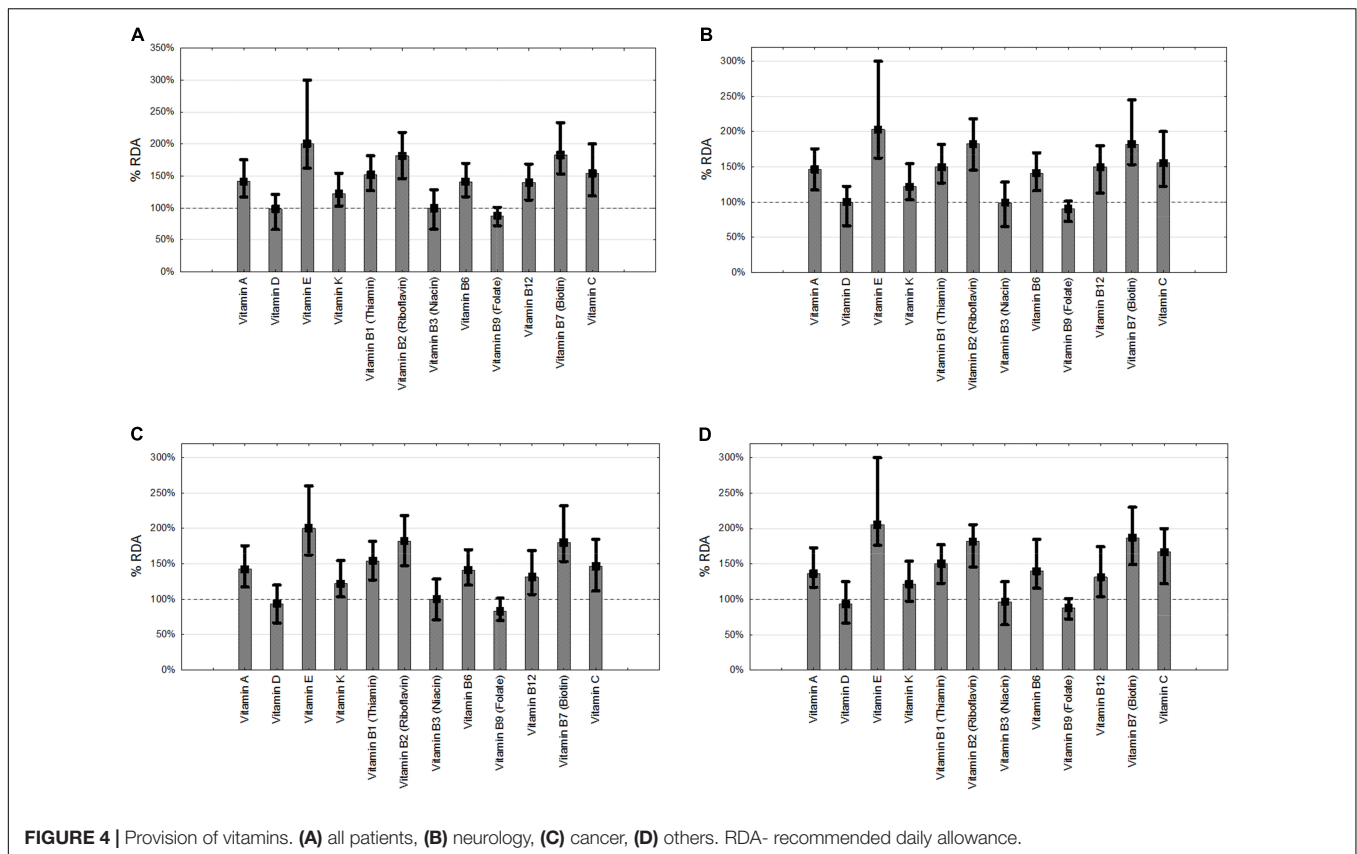 A
350%
300%
250%
200%
150%
100%
50%
0%
% RDA
Vitamin A
Vitamin D
Vitamin E
Vitamin K
Vitamin B1 (Thiamin)
Vitamin B2 (Riboflavin)
Vitamin B3 (Niacin)
Vitamin B6
Vitamin B9 (Folate)
Vitamin B12
Vitamin B7 (Biotin)
Vitamin C
B
300%
250%
200%
150%
100%
50%
0%
% RDA
Vitamin A
Vitamin D
Vitamin E
Vitamin K
Vitamin B1 (Thiamin)
Vitamin B2 (Riboflavin)
Vitamin B3 (Niacin)
Vitamin B6
Vitamin B9 (Folate)
Vitamin B12
Vitamin B7 (Biotin)
Vitamin C
C
300%
250%
200%
150%
100%
50%
0%
% RDA
Vitamin A
Vitamin D
Vitamin E
Vitamin K
Vitamin B1 (Thiamin)
Vitamin B2 (Riboflavin)
Vitamin B3 (Niacin)
Vitamin B6
Vitamin B9 (Folate)
Vitamin B12
Vitamin B7 (Biotin)
Vitamin C
D
300%
250%
200%
150%
100%
50%
0%
% RDA
Vitamin A
Vitamin D
Vitamin E
Vitamin K
Vitamin B1 (Thiamin)
Vitamin B2 (Riboflavin)
Vitamin B3 (Niacin)
Vitamin B6
Vitamin B9 (Folate)
Vitamin B12
Vitamin B7 (Biotin)
Vitamin C
FIGURE 4 | Provision of vitamins. (A) all patients, (B) neurology, (C) cancer, (D) others. RDA- recommended daily allowance.